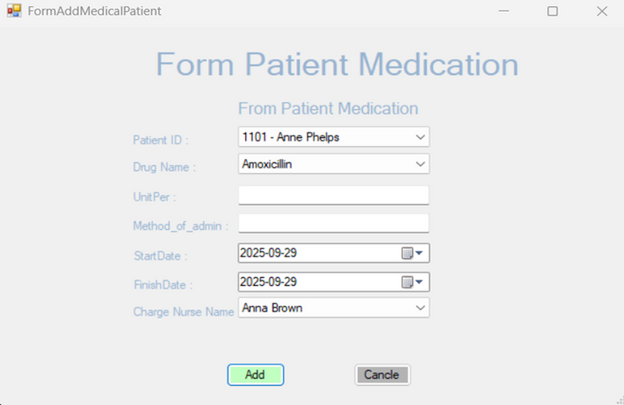 FormAddMedicalPatient
Form Patient Medication
From Patient Medication
Patient ID : 1101 - Anne Phelps
Drug Name : Amoxicillin
UnitPer :
Method_of_admin :
StartDate : 2025-09-29
FinishDate : 2025-09-29
Charge Nurse Name Anna Brown
Add Cancle